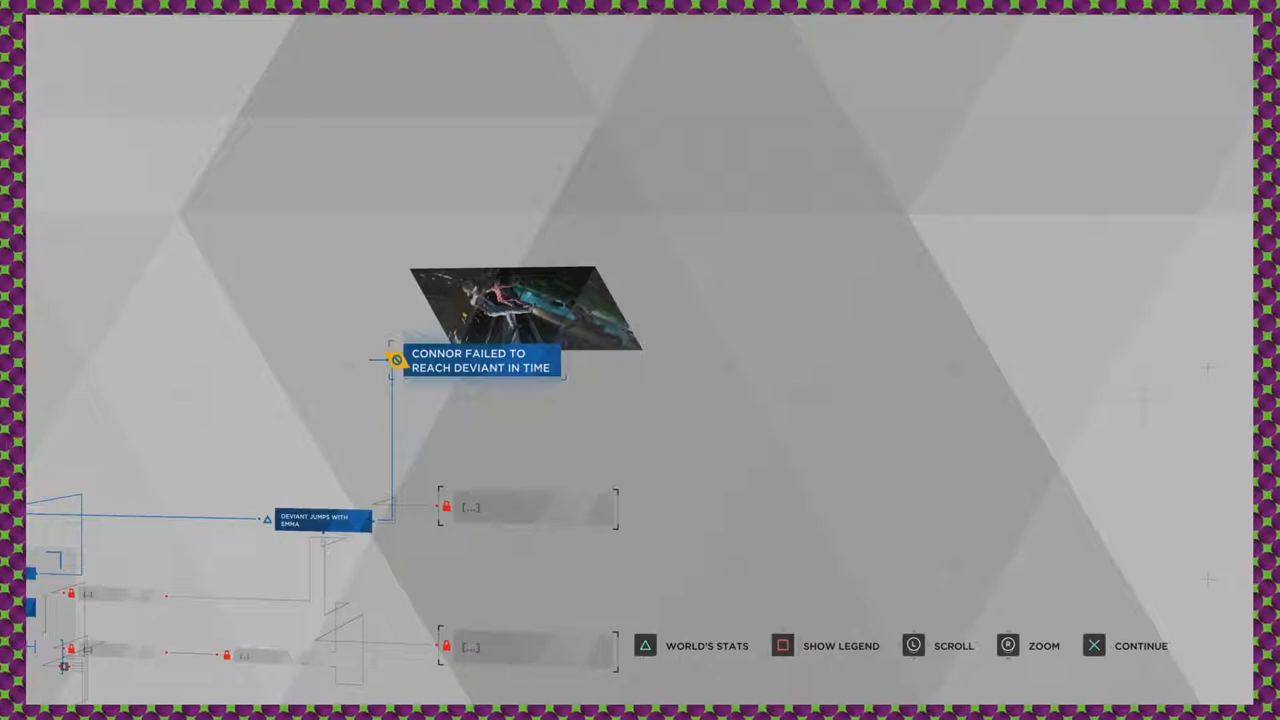 CONNOR FAILED TO
REACH DEVIANT IN TIME
[...]
DEVIANT JUMPS WITH
EMMA
[...]
WORLD'S STATS
SHOW LEGEND
L
SCROLL
R
ZOOM
CONTINUE